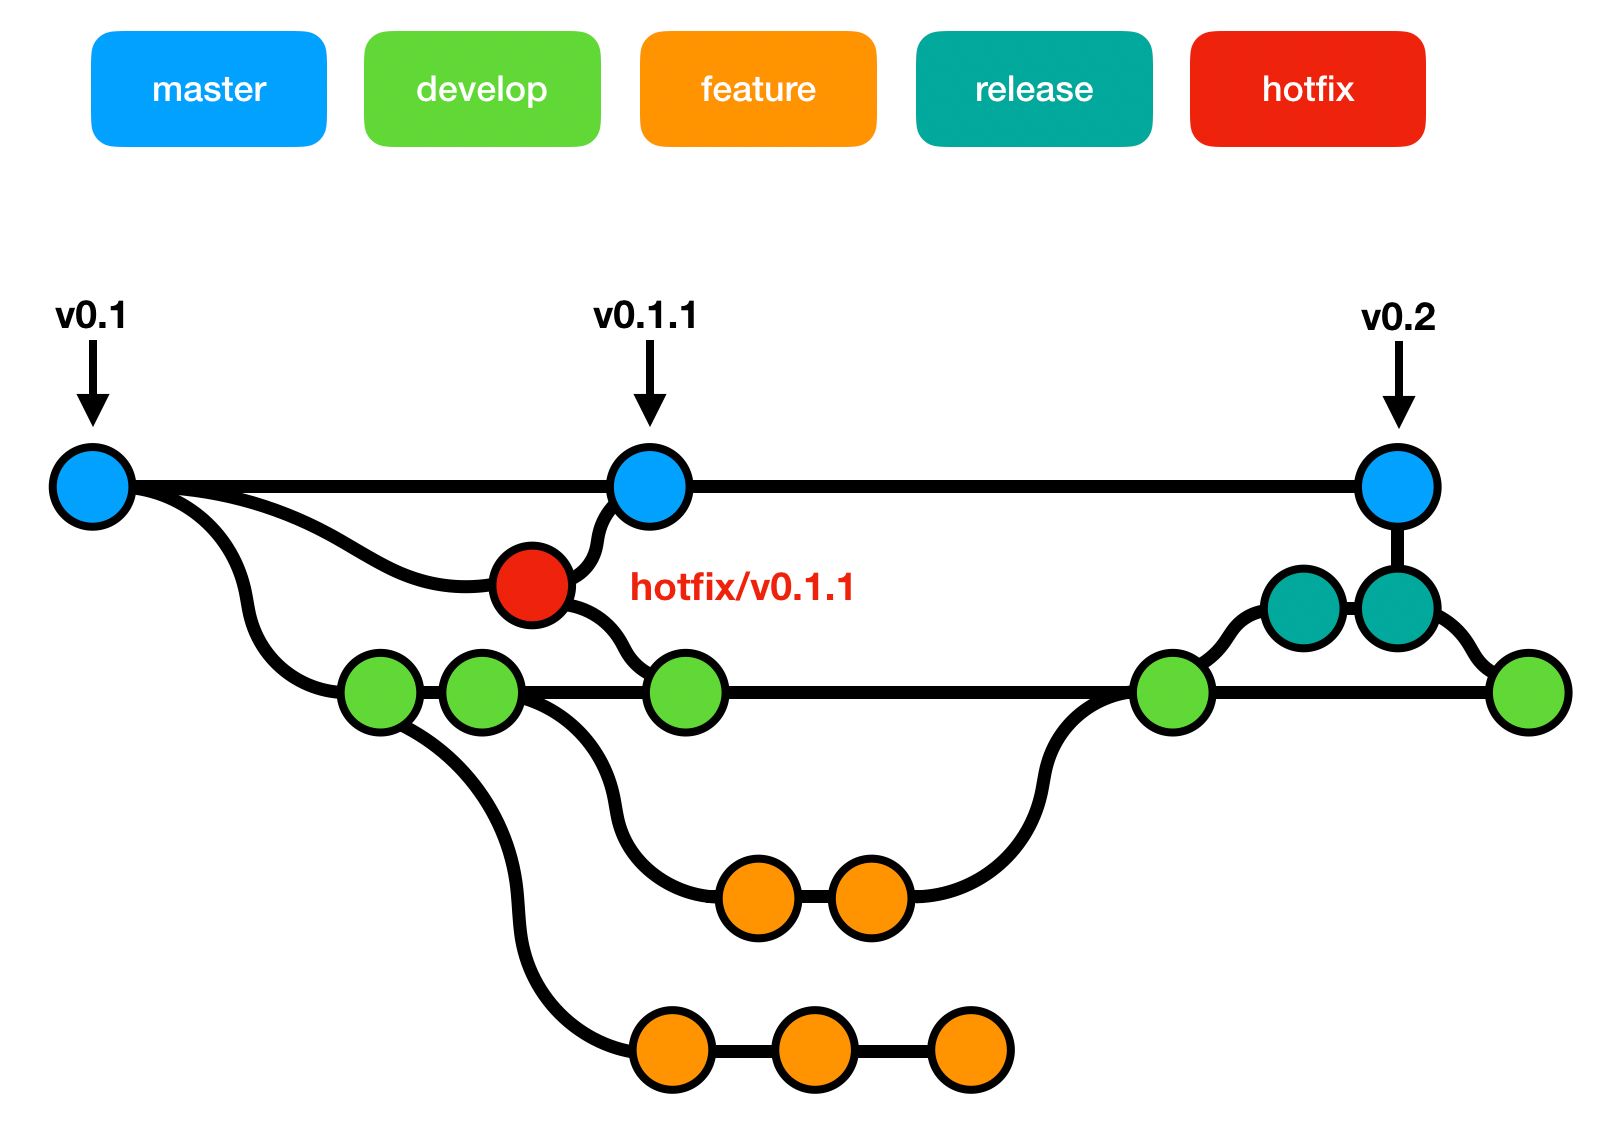 master
develop
feature
release
hotfix
v0.1
v0.1.1
v0.2
hotfix/v0.1.1